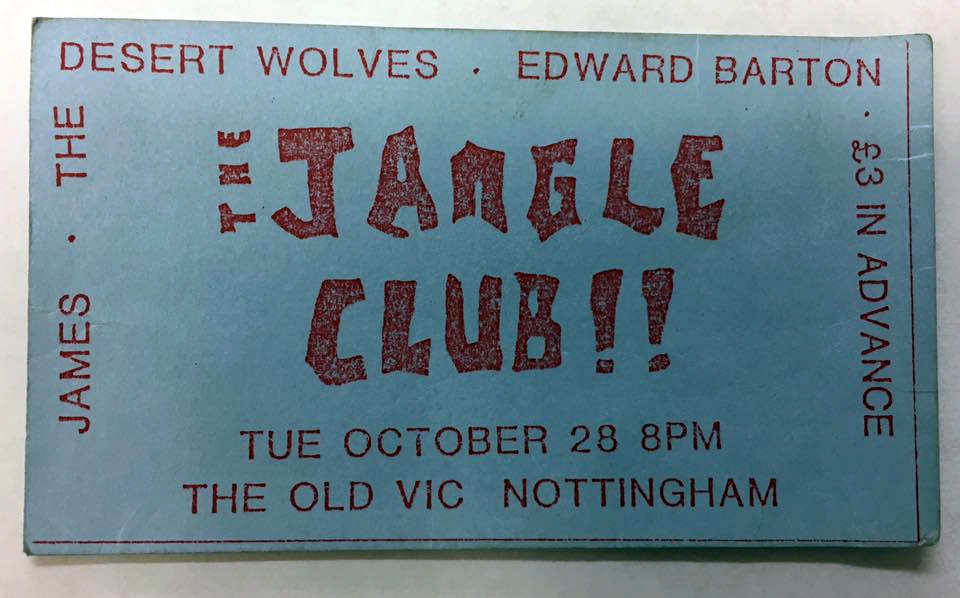 JAMES · THE
DESERT WOLVES · EDWARD BARTON
· £3 IN ADVANCE
THE
JANGLE
CLUB!!
TUE OCTOBER 28 8PM
THE OLD VIC NOTTINGHAM